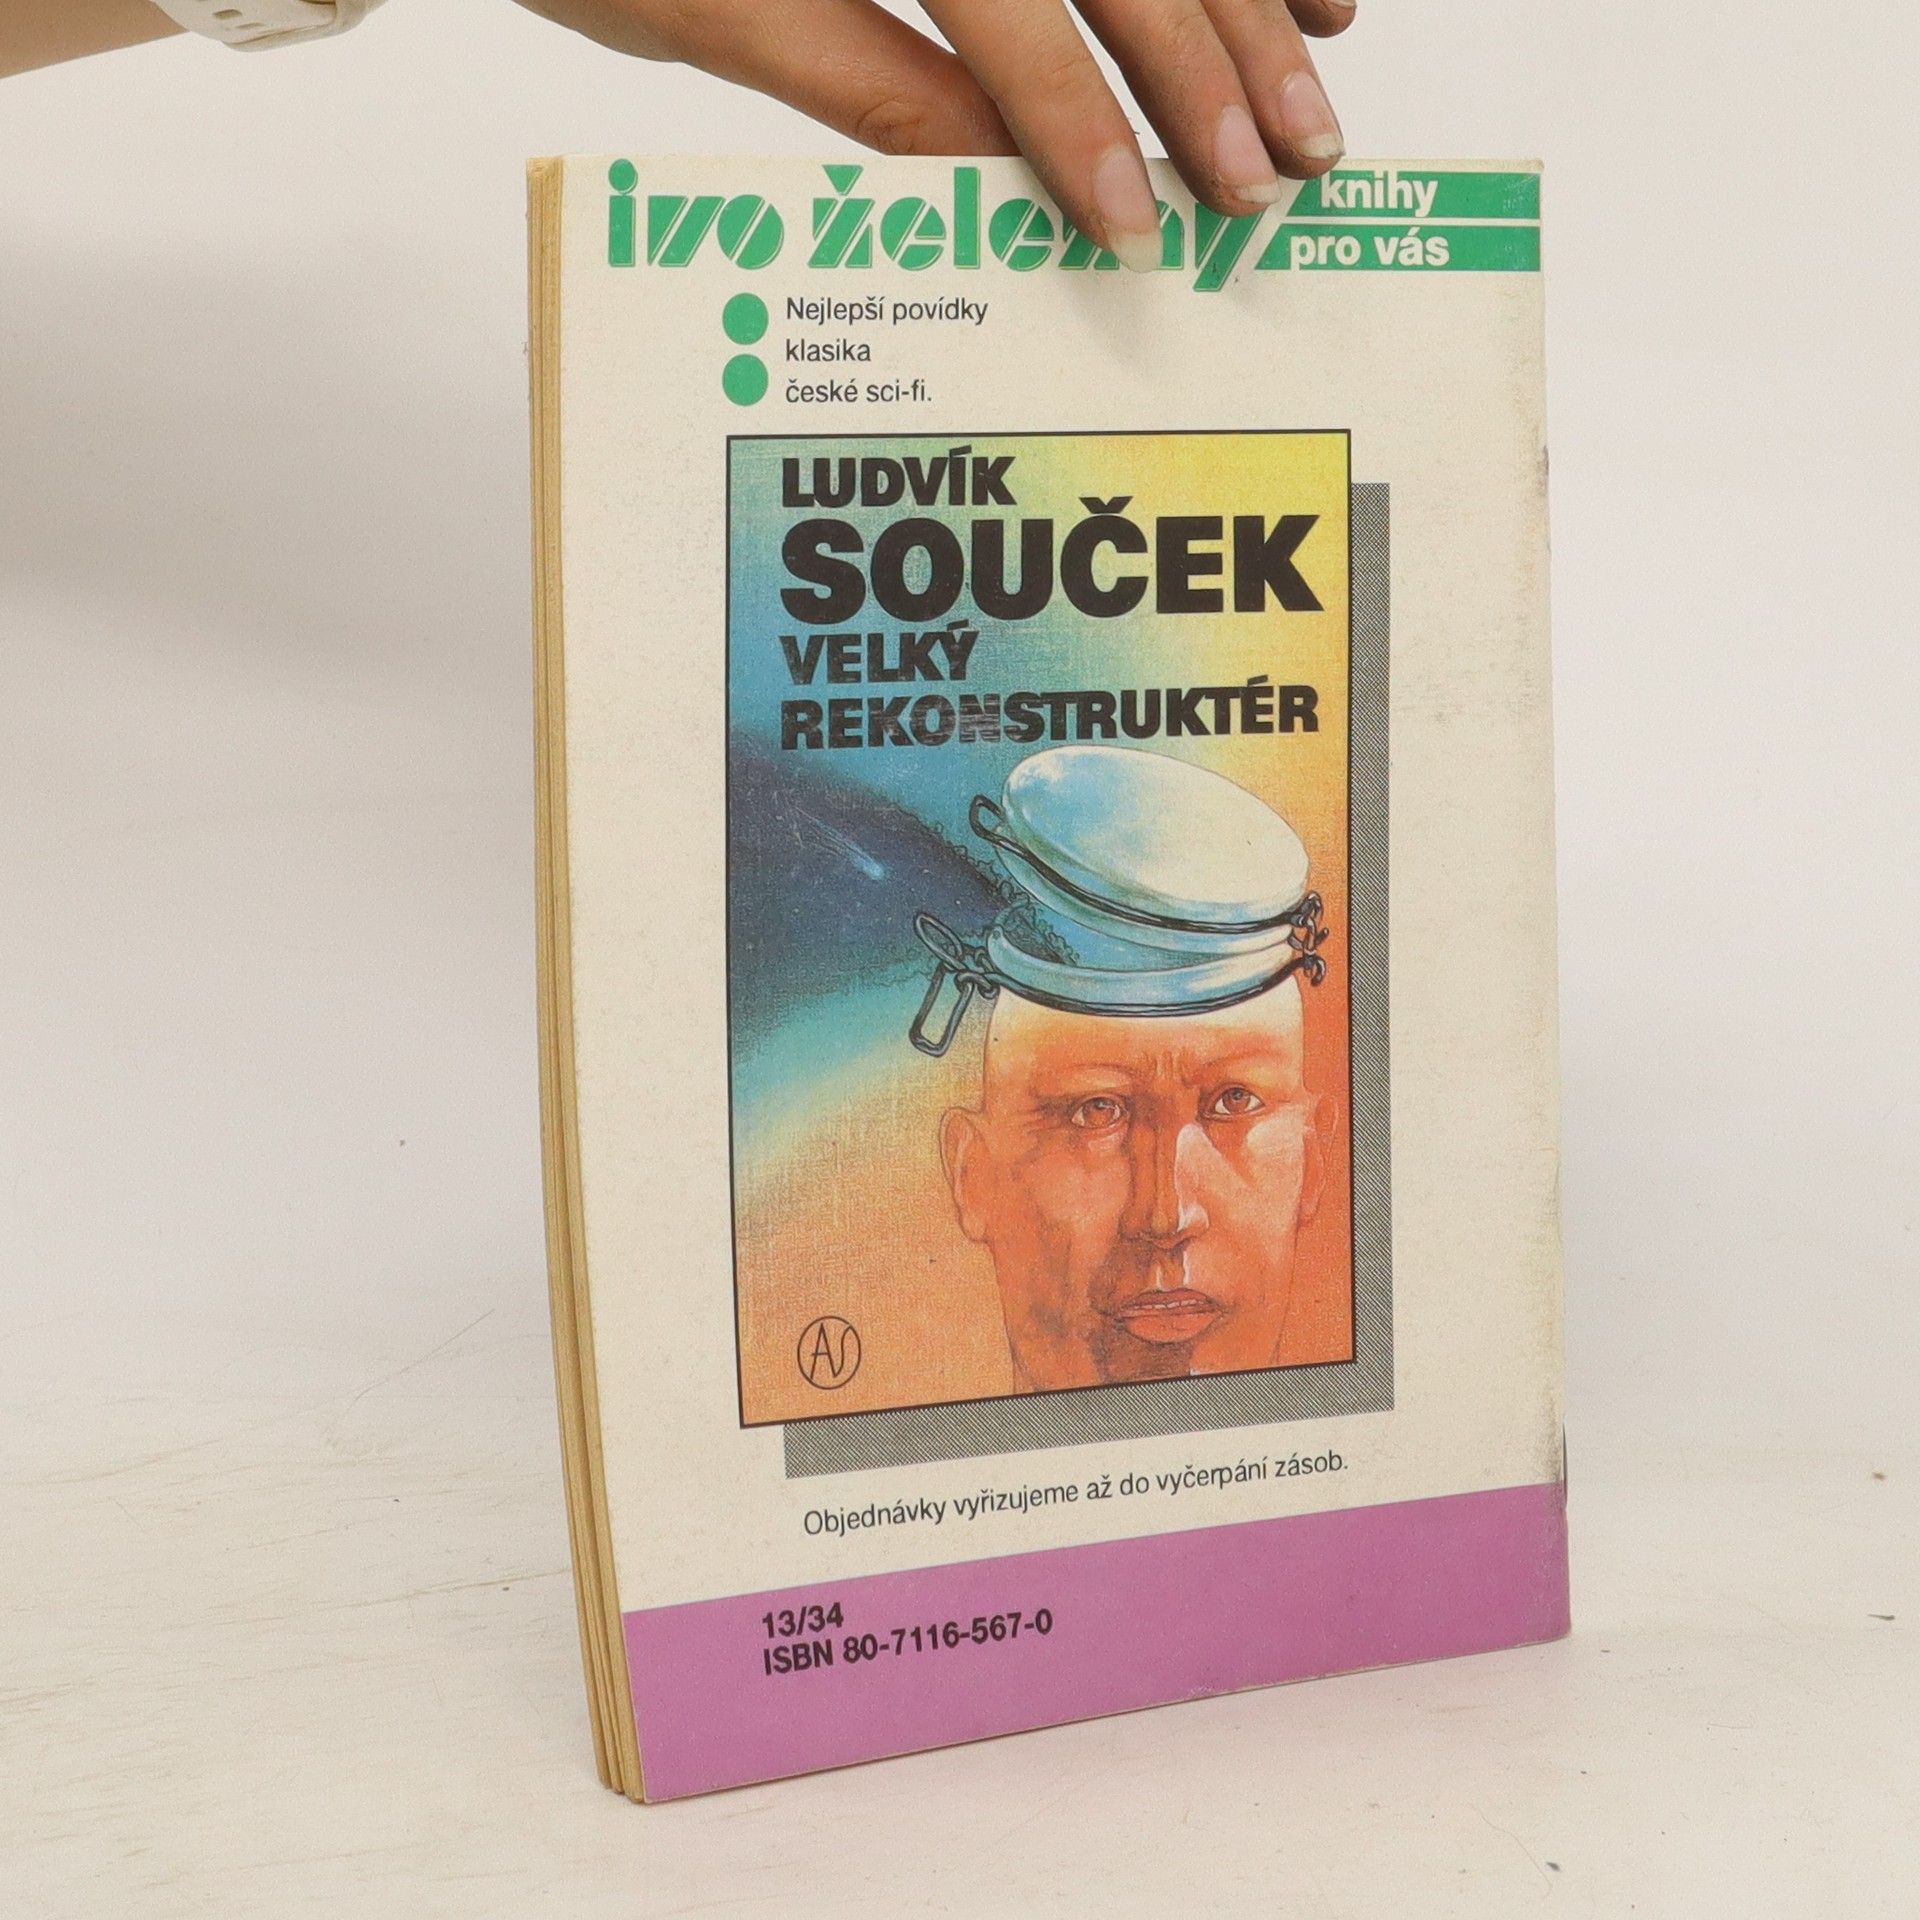 ivo železný
knihy
pro vás
Nejlepší povídky
klasika
české sci-fi.
LUDVÍK
SOUČEK
VELKÝ
REKONSTRUKTÉR
AS
Objednávky vyřizujeme až do vyčerpání zásob.
13/34
ISBN 80-7116-567-0